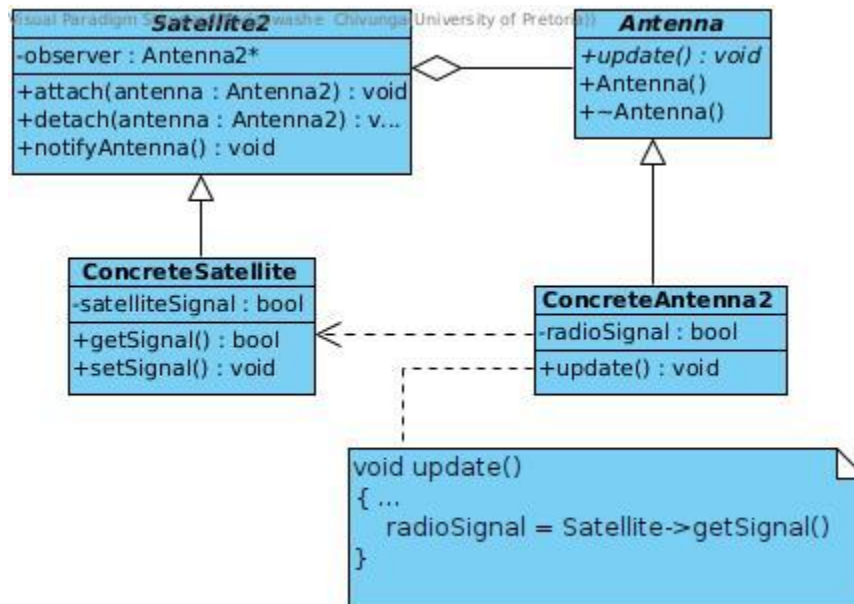 Visual Paradigm
University of Pretoria))
Satellite2
-observer : Antenna2*
+attach(antenna : Antenna2) : void
+detach(antenna : Antenna2) : v...
+notifyAntenna() : void
Antenna
+update() : void
+Antenna()
+~Antenna()
ConcreteSatellite
-satelliteSignal : bool
+getSignal() : bool
+setSignal() : void
ConcreteAntenna2
-radioSignal : bool
+update() : void
void update()
{ ...
radioSignal = Satellite->getSignal()
}